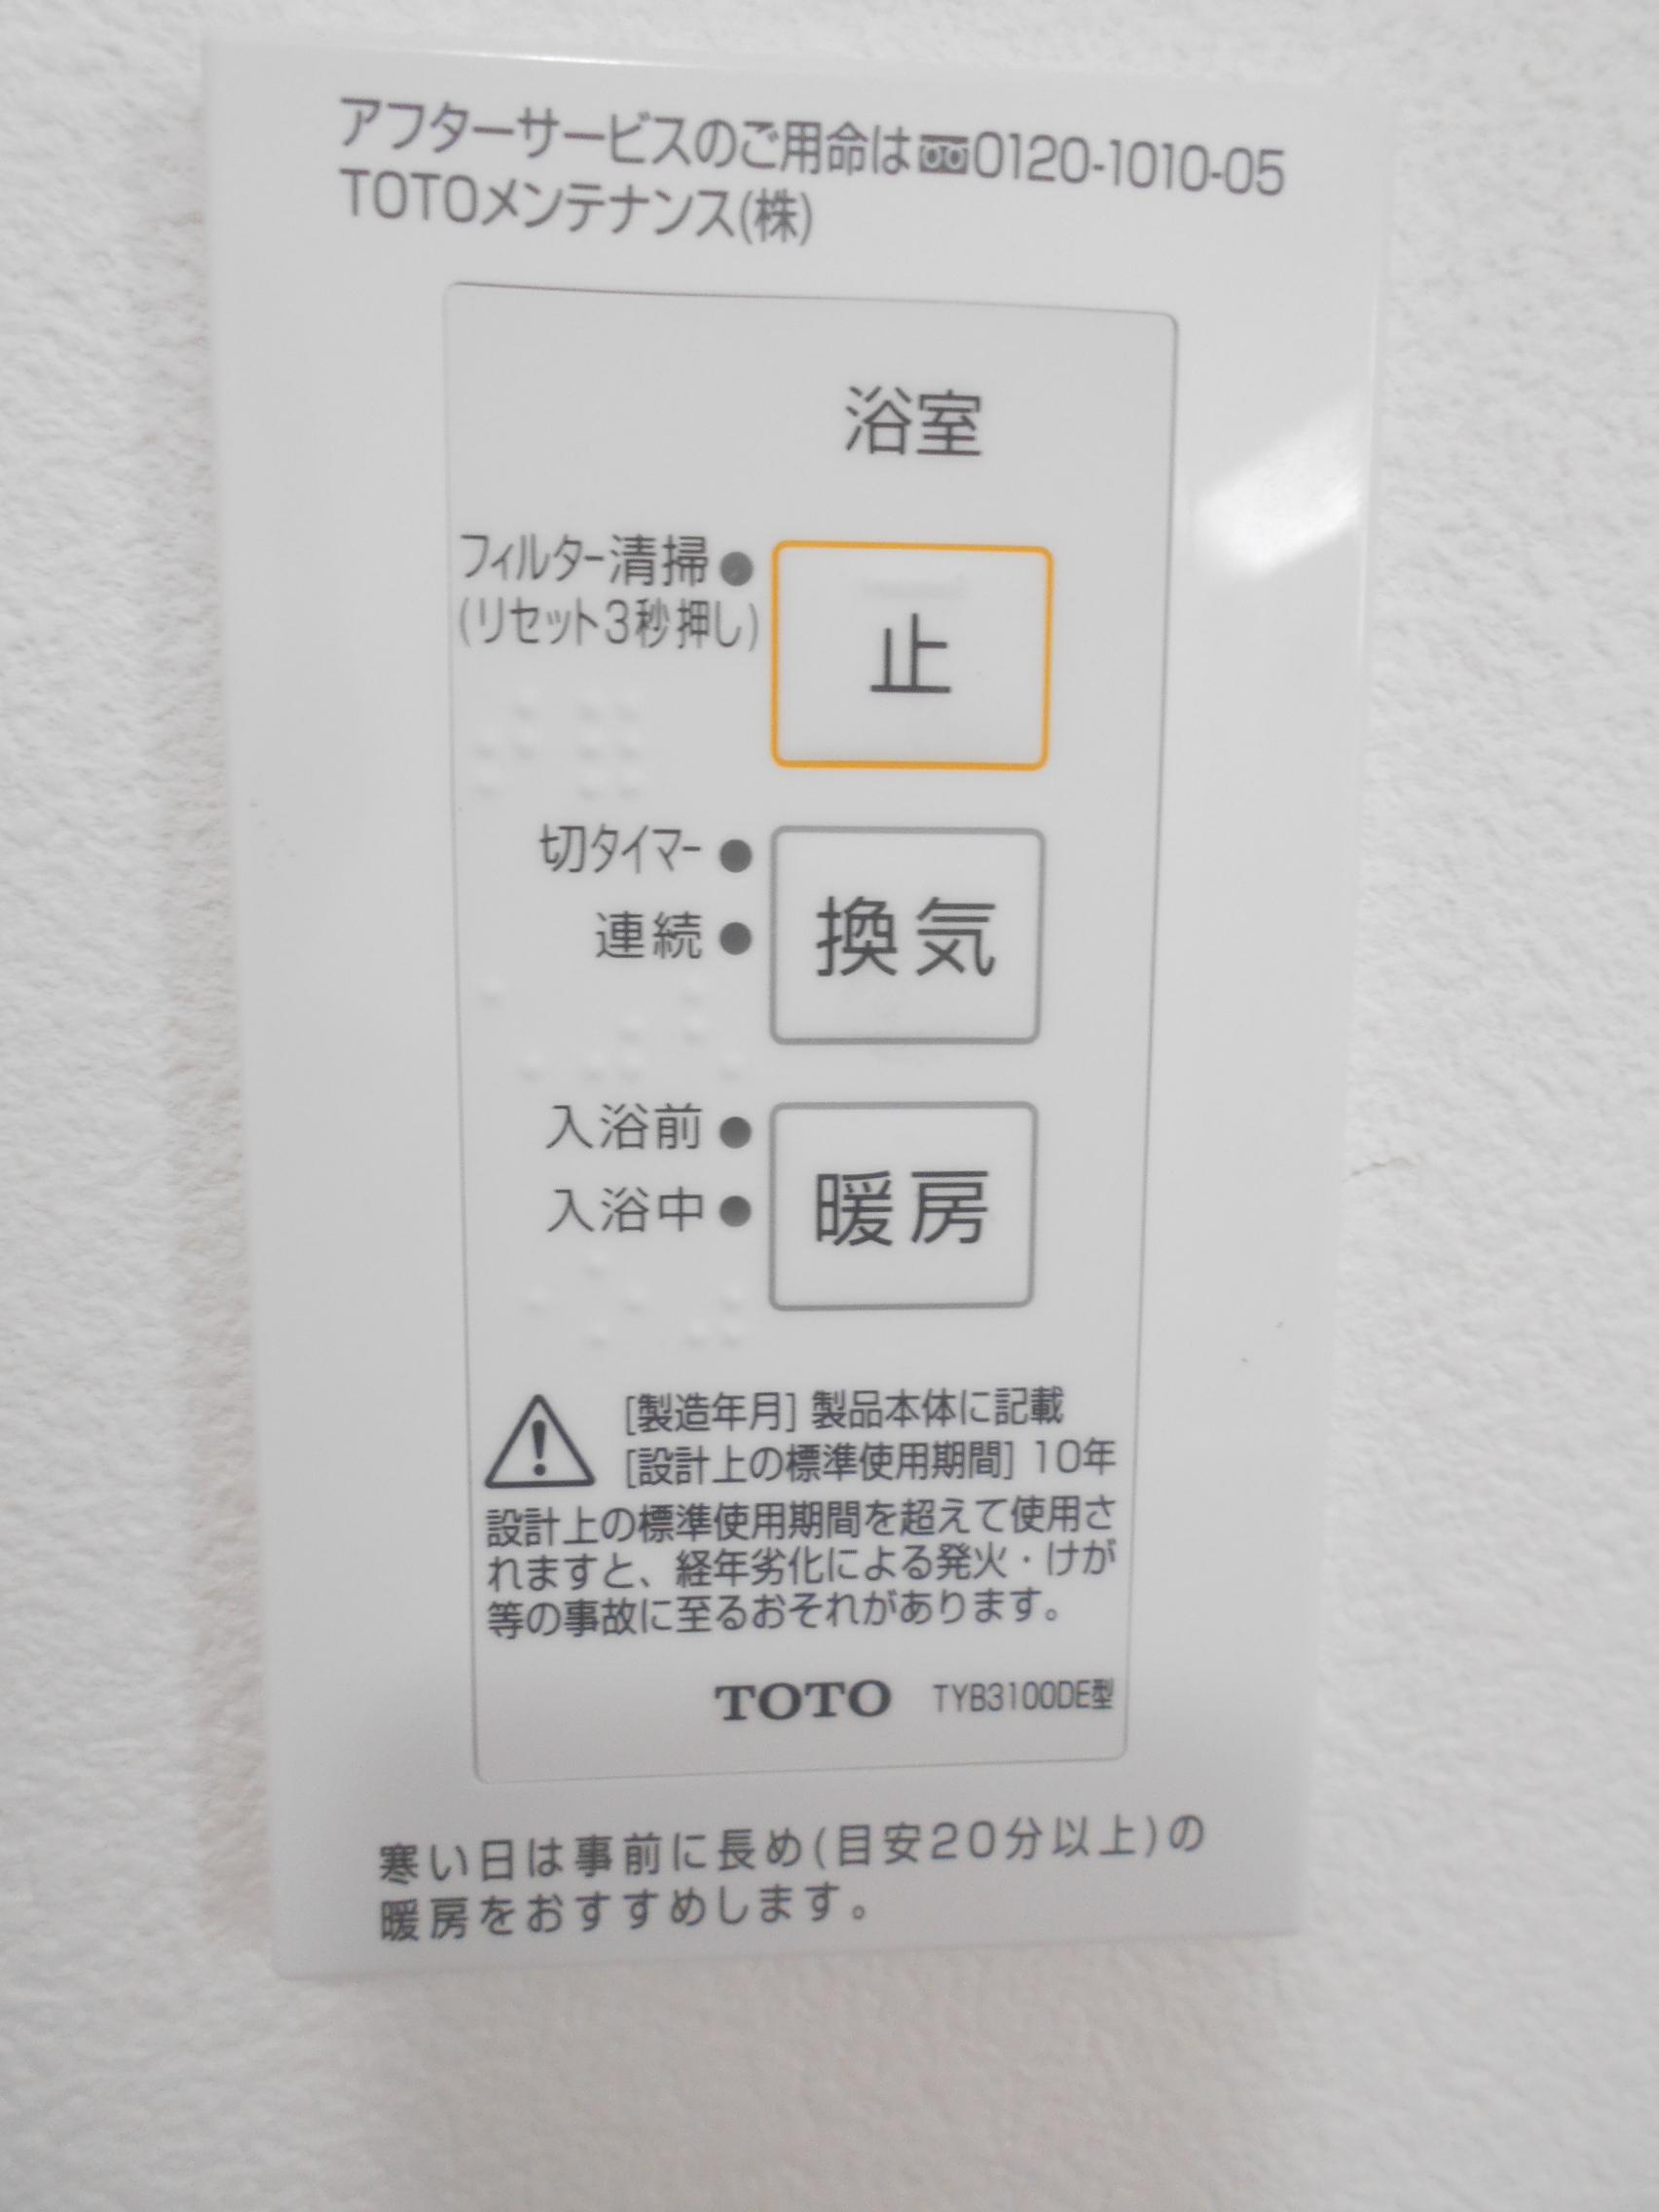 アフターサービスのご用命は 0120-1010-05
TOTOメンテナンス(株)
浴室
フィルター清掃
(リセット3秒押し)
止
切タイマー
連続
換気
入浴前
入浴中
暖房
[製造年月] 製品本体に記載
[設計上の標準使用期間] 10年
設計上の標準使用期間を超えて使用さ
れますと、経年劣化による発火・けが
等の事故に至るおそれがあります。
TOTO TYB3100DE型
寒い日は事前に長め(目安20分以上)の
暖房をおすすめします。